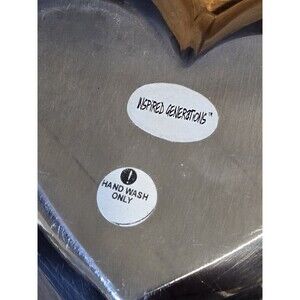 INSPIRED GENERATIONS™
!
HAND WASH
ONLY